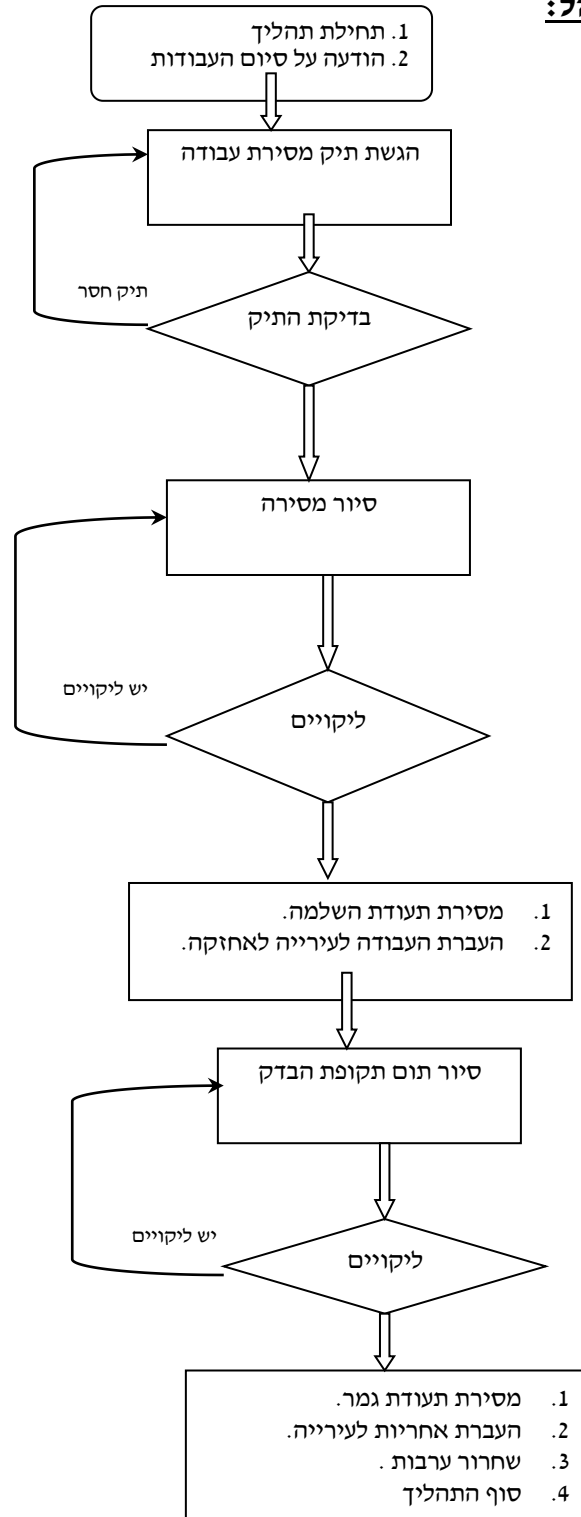 1. תחילת תהליך
2. הודעה על סיום העבודות
הגשת תיק מסירת עבודה
תיק חסר
בדיקת התיק
סיור מסירה
יש ליקויים
ליקויים
1. מסירת תעודת השלמה.
2. העברת העבודה לעירייה לאחזקה.
סיור תום תקופת הבדק
יש ליקויים
ליקויים
1. מסירת תעודת גמר.
2. העברת אחריות לעירייה.
3. שחרור ערבות .
4. סוף התהליך